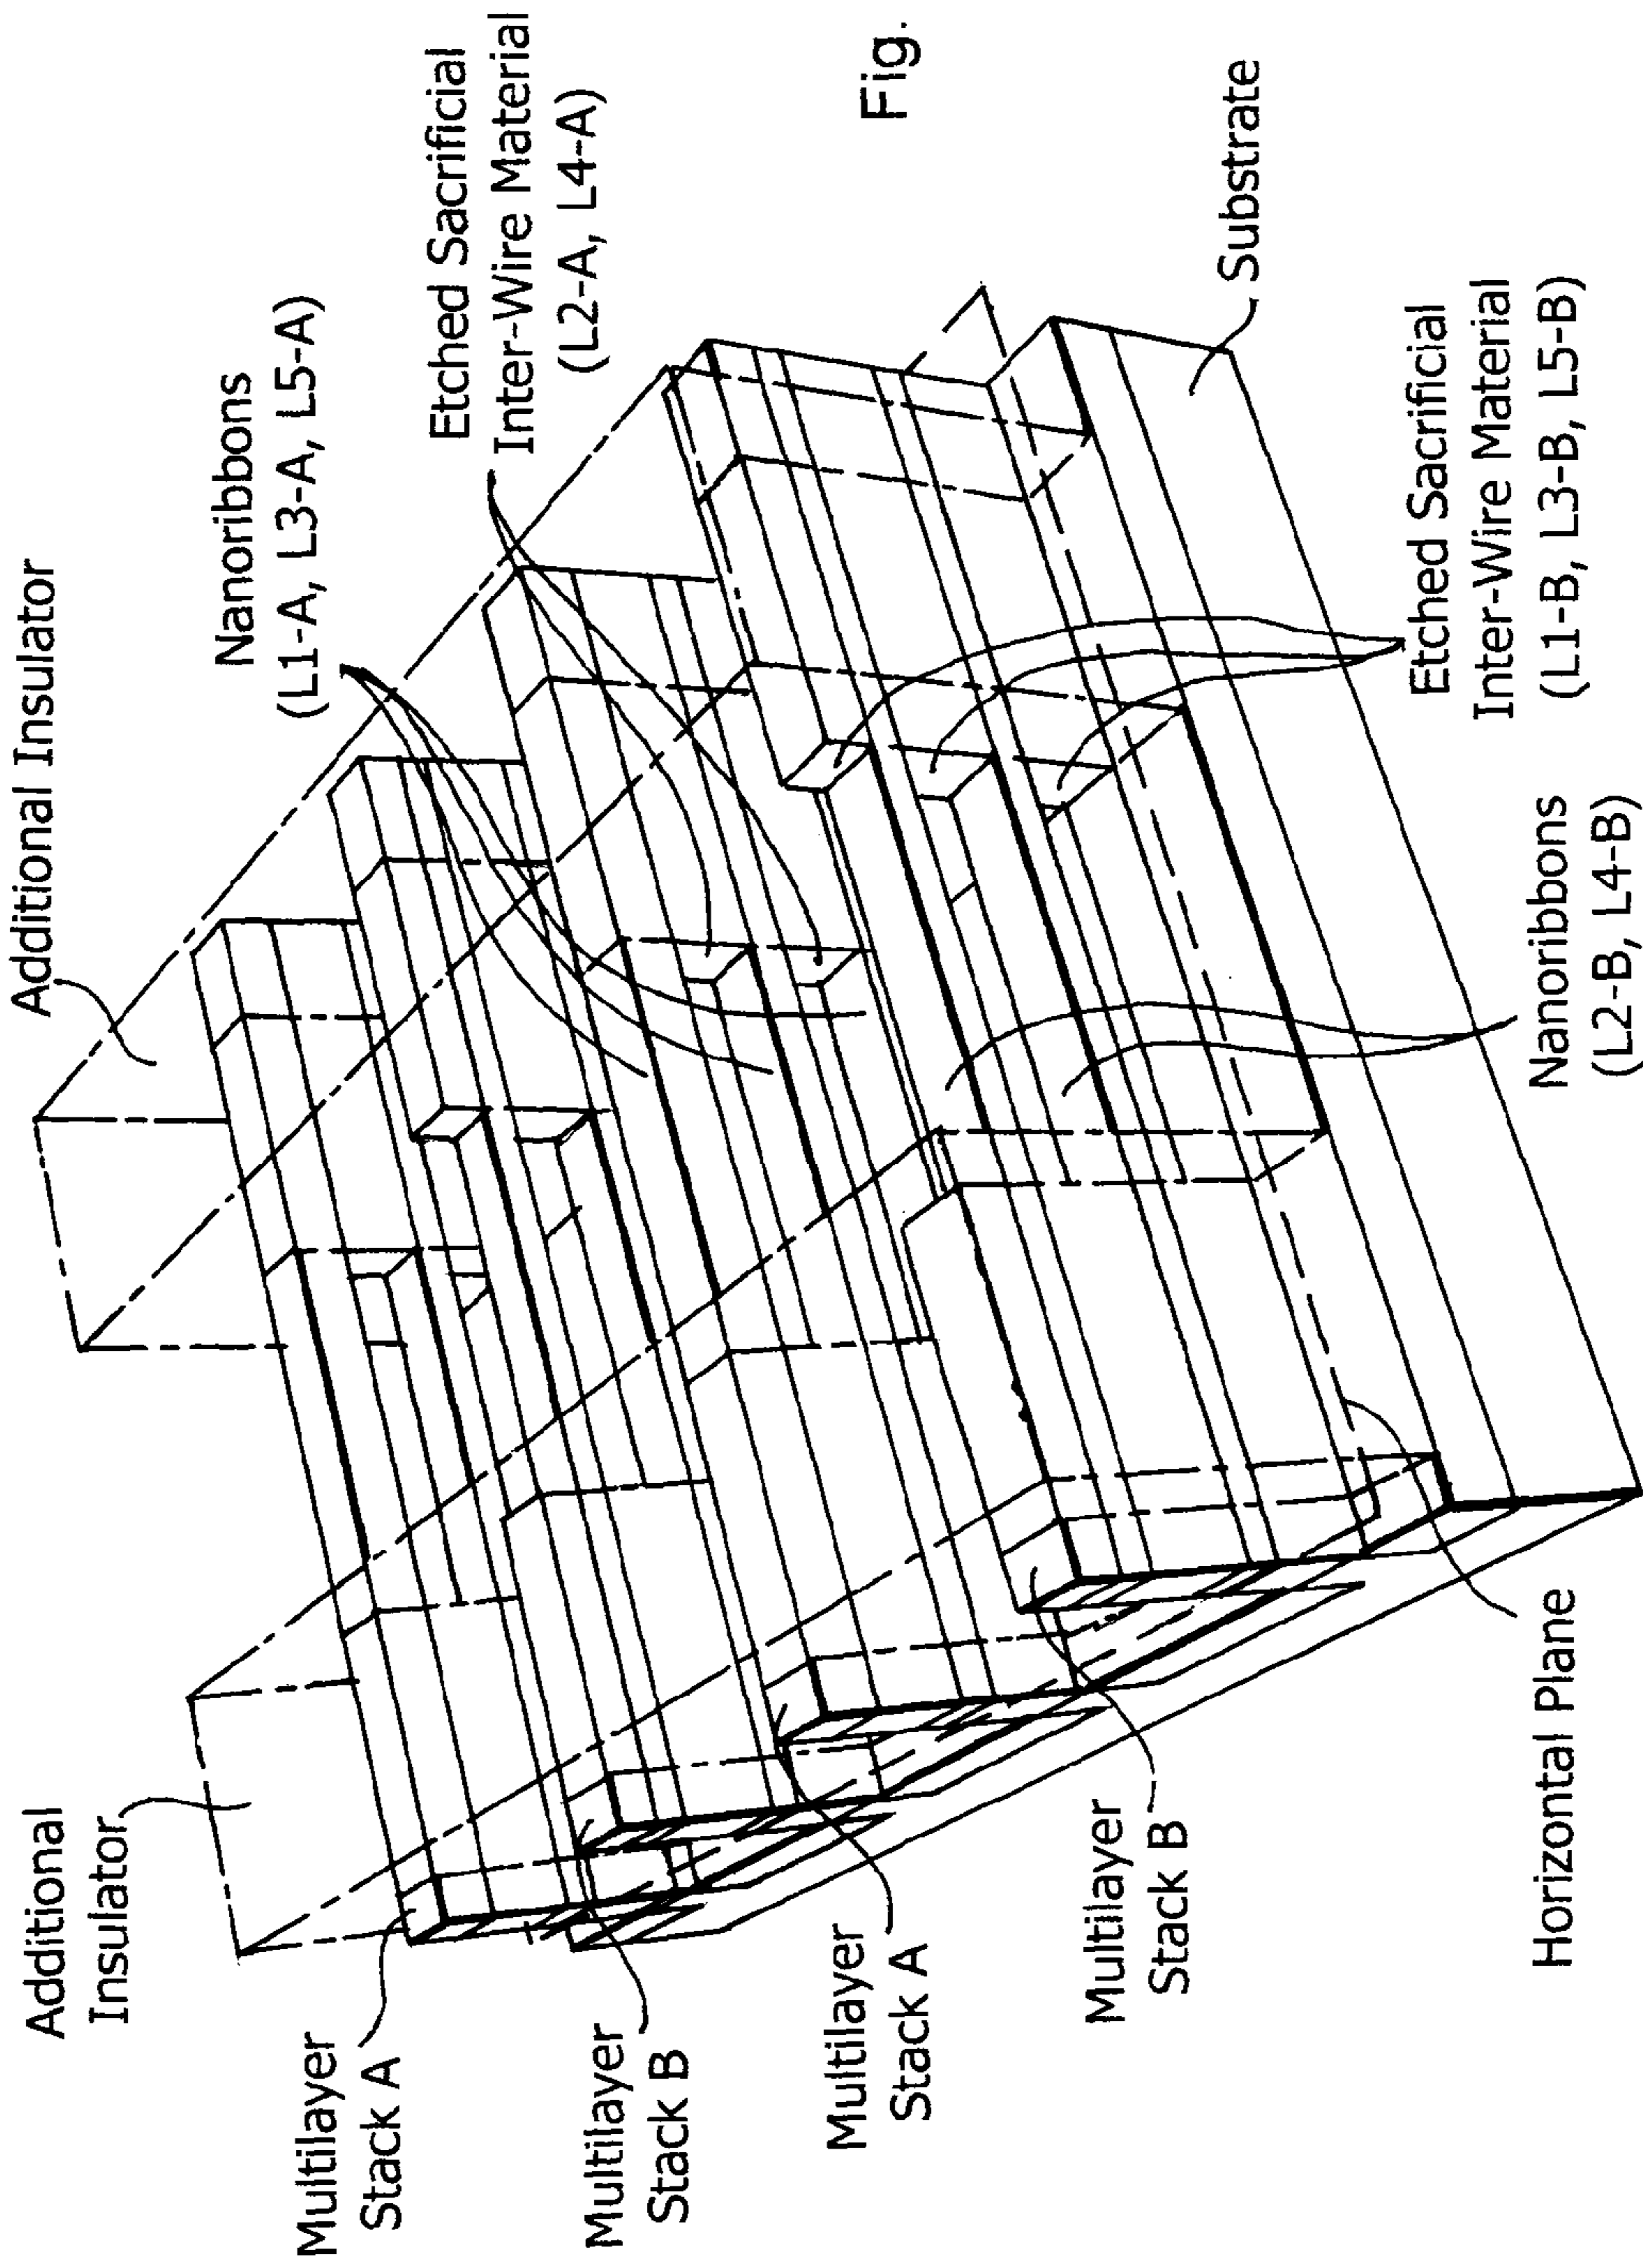 Additional
Insulator
Additional Insulator
Nanoribbons
(L1-A, L3-A, L5-A)
Etched Sacrificial
Inter-Wire Material
(L2-A, L4-A)
Multilayer
Stack A
Multilayer
Stack B
Multilayer
Stack A
Multilayer
Stack B
Fig.
Substrate
Horizontal Plane
Nanoribbons
(L2-B, L4-B)
Etched Sacrificial
Inter-Wire Material
(L1-B, L3-B, L5-B)